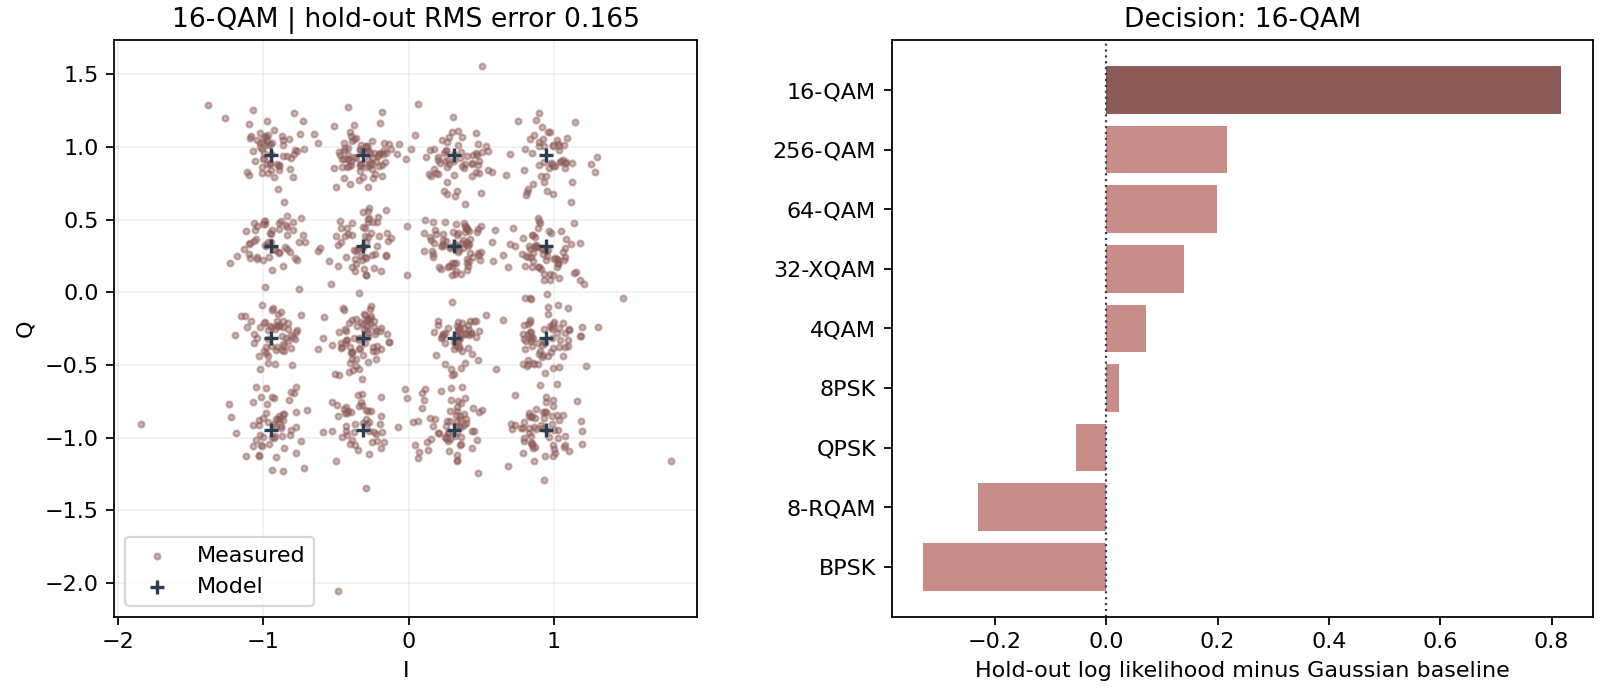 16-QAM | hold-out RMS error 0.165
1.5
1.0
0.5
0.0
−0.5
−1.0
−1.5
−2.0
Q
Measured
Model
−2
−1
0
1
I
Decision: 16-QAM
16-QAM
256-QAM
64-QAM
32-XQAM
4QAM
8PSK
QPSK
8-RQAM
BPSK
−0.2
0.0
0.2
0.4
0.6
0.8
Hold-out log likelihood minus Gaussian baseline